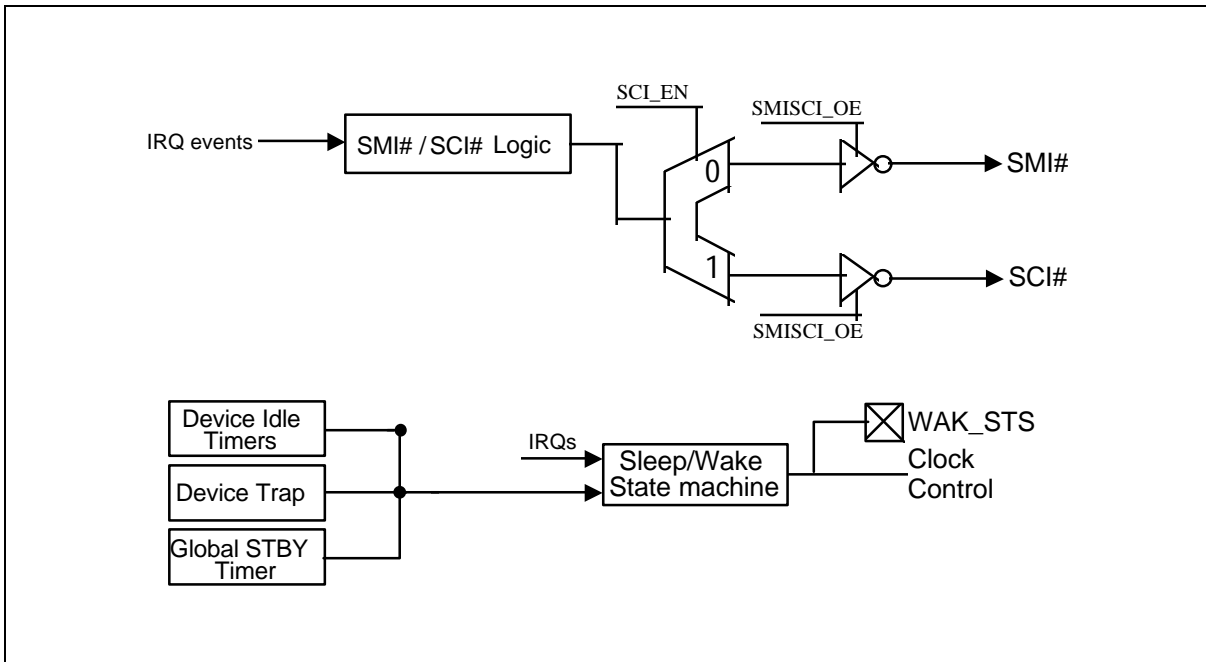 SCI_EN
SMISCI_OE
IRQ events
SMI# / SCI# Logic
0
SMI#
1
SCI#
SMISCI_OE
Device Idle
Timers
Device Trap
Global STBY
Timer
IRQs
Sleep/Wake
State machine
WAK_STS
Clock
Control